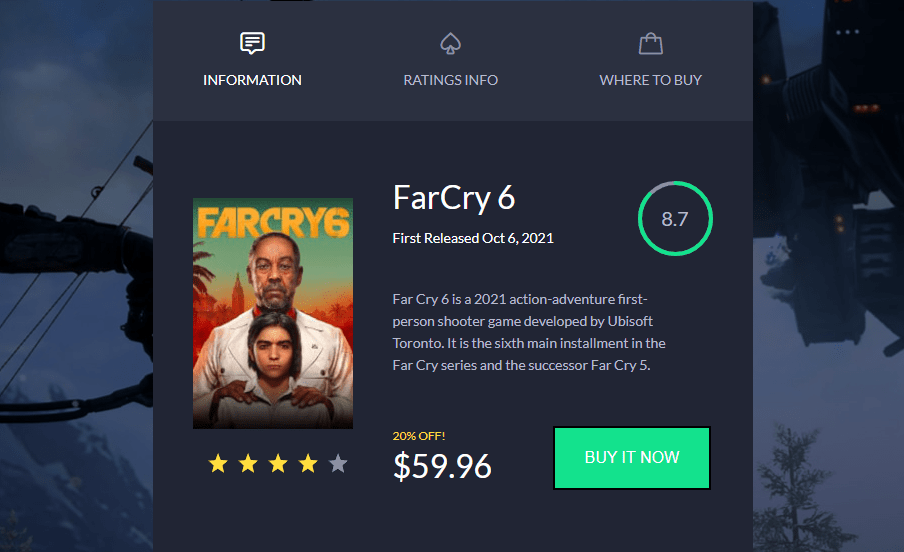 INFORMATION
RATINGS INFO
WHERE TO BUY
FARCRY6
FarCry 6
First Released Oct 6, 2021
8.7
Far Cry 6 is a 2021 action-adventure first-
person shooter game developed by Ubisoft
Toronto. It is the sixth main installment in the
Far Cry series and the successor Far Cry 5.
20% OFF!
$59.96
BUY IT NOW